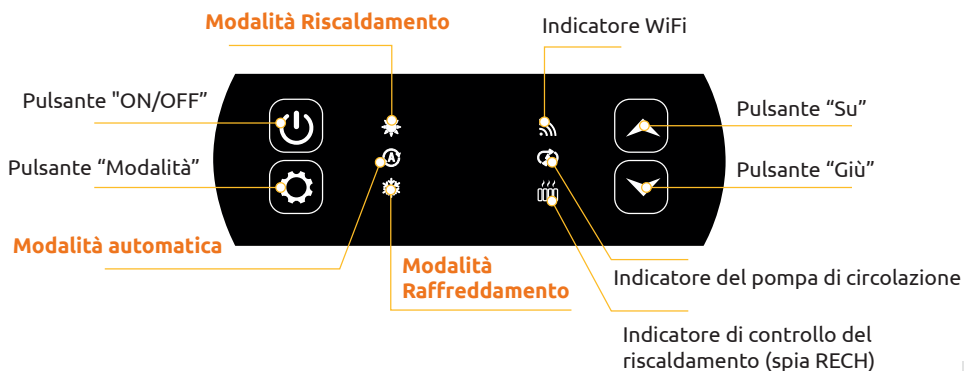 Modalità Riscaldamento
Indicatore WiFi
Pulsante "ON/OFF”
Pulsante “Su”
Pulsante “Modalità”
Pulsante “Giù”
A
Modalità automatica
Modalità
Raffreddamento
Indicatore del pompa di circolazione
Indicatore di controllo del
riscaldamento (spia RECH)